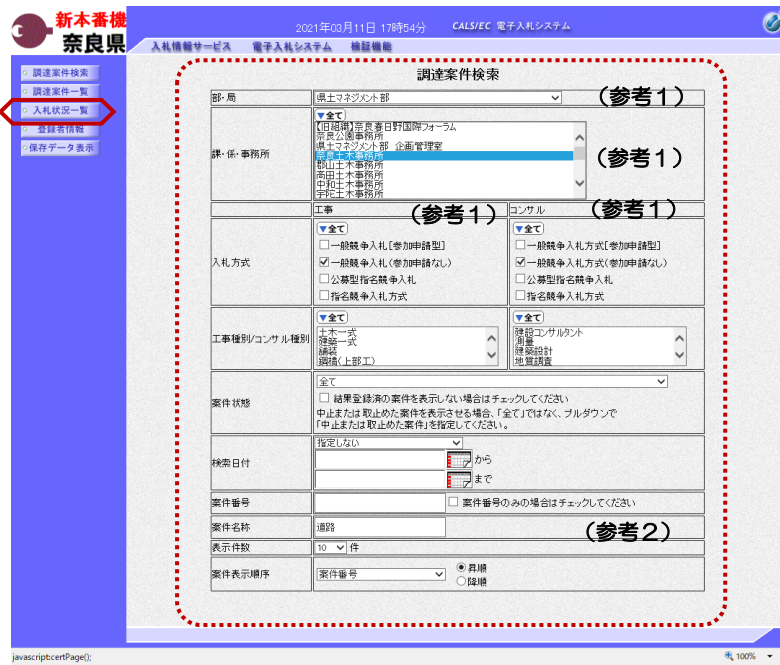 新本番機
奈良県
2021年03月11日 17時54分 CALS/EC 電子入札システム
入札情報サービス 電子入札システム 検証機能
調達案件検索
調達案件一覧
入札状況一覧
登録者情報
保存データ表示
調達案件検索
部・局
県土マネジメント部
(参考1)
課・係・事務所
▼全て
【旧組織】奈良春日野国際フォーラム
奈良公園事務所
県土マネジメント部 企画管理室
奈良土木事務所
郡山土木事務所
高田土木事務所
中和土木事務所
宇陀土木事務所
(参考1)
工事 (参考1)
コンサル (参考1)
入札方式
▼全て
一般競争入札[参加申請型]
一般競争入札(参加申請なし)
公募型指名競争入札
指名競争入札方式
▼全て
一般競争入札方式[参加申請型]
一般競争入札方式(参加申請なし)
公募型指名競争入札
指名競争入札方式
工事種別/コンサル種別
▼全て
土木一式
建築一式
舗装
鋼橋(上部工)
▼全て
建設コンサルタント
測量
建築設計
地質調査
案件状態
全て
結果登録済の案件を表示しない場合はチェックしてください
中止または取止めた案件を表示させる場合、「全て」ではなく、プルダウンで
「中止または取止めた案件」を指定してください。
検索日付
指定しない
から
まで
案件番号
案件番号のみの場合はチェックしてください
案件名称
道路
(参考2)
表示件数
10 件
案件表示順序
案件番号
昇順
降順
javascript:certPage();
100%